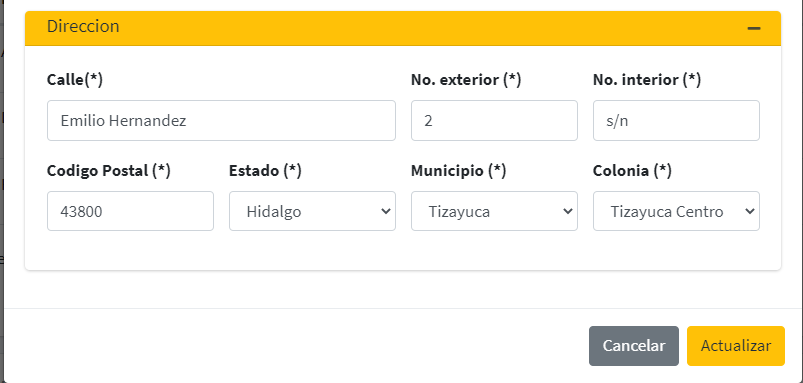 Direccion
Calle(*) No. exterior (*) No. interior (*)
Emilio Hernandez 2 s/n
Codigo Postal (*) Estado (*) Municipio (*) Colonia (*)
43800 Hidalgo Tizayuca Tizayuca Centro
Cancelar Actualizar